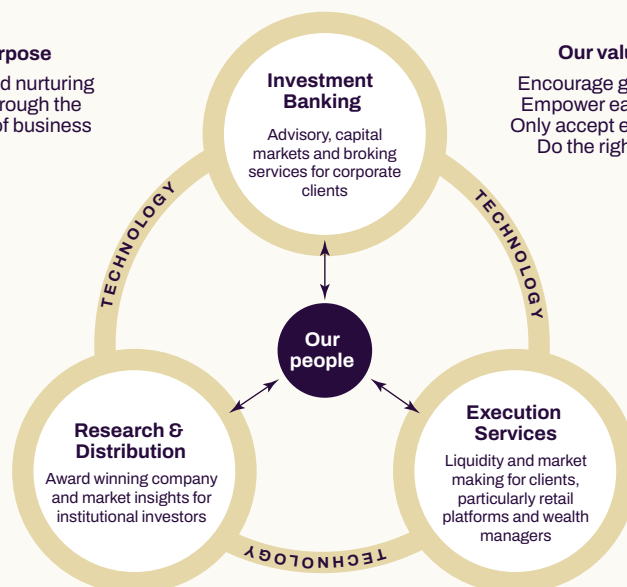 rpose
d nurturing
rough the
of business
Our valu
Encourage g
Empower ea
Only accept e
Do the righ
Investment
Banking
Advisory, capital
markets and broking
services for corporate
clients
TECHNOLOGY
TECHNOLOGY
Our
people
Research &
Distribution
Award winning company
and market insights for
institutional investors
Execution
Services
Liquidity and market
making for clients,
particularly retail
platforms and wealth
managers
TECHNOLOGY